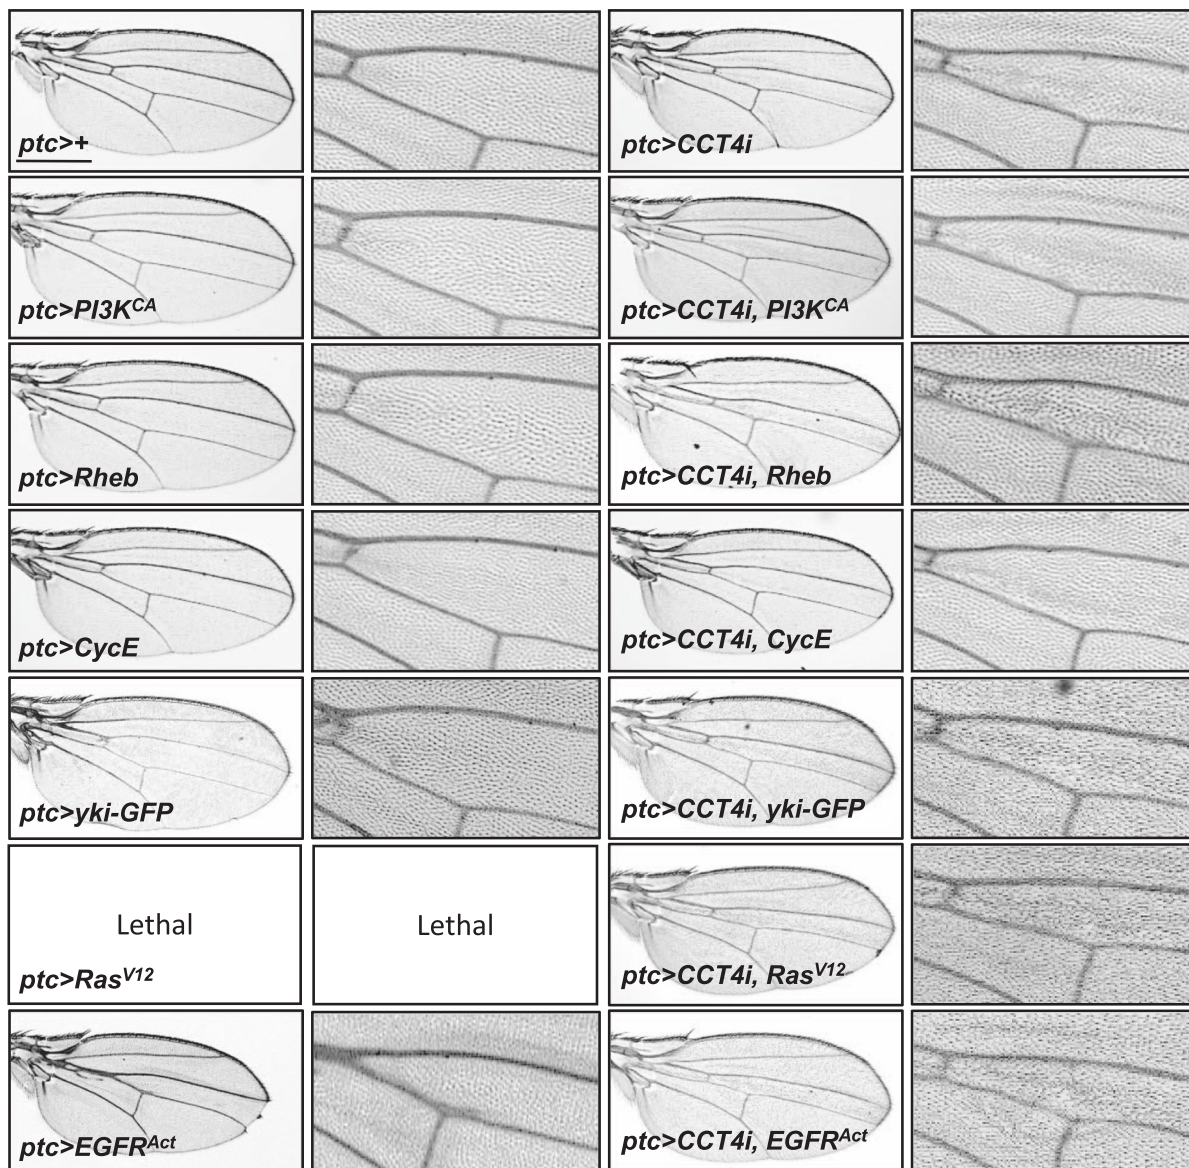 ptc>+
ptc>CCT4i
ptc>PI3K^CA
ptc>CCT4i, PI3K^CA
ptc>Rheb
ptc>CCT4i, Rheb
ptc>CycE
ptc>CCT4i, CycE
ptc>yki-GFP
ptc>CCT4i, yki-GFP
Lethal
Lethal
ptc>Ras^V12
ptc>CCT4i, Ras^V12
ptc>EGFR^Act
ptc>CCT4i, EGFR^Act